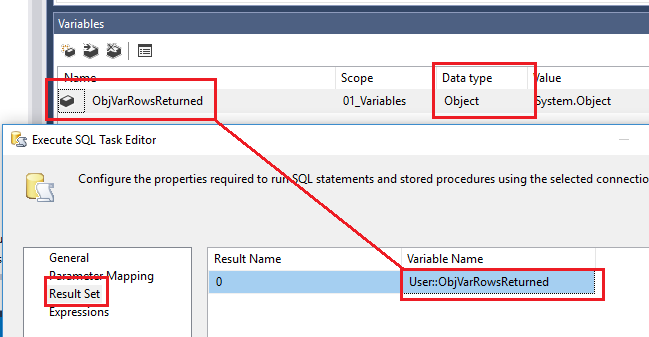 Variables
Name Scope Data type Value
ObjVarRowsReturned 01_Variables Object System.Object
Execute SQL Task Editor
Configure the properties required to run SQL statements and stored procedures using the selected connectio
General
Parameter Mapping
Result Set
Expressions
Result Name Variable Name
0 User::ObjVarRowsReturned